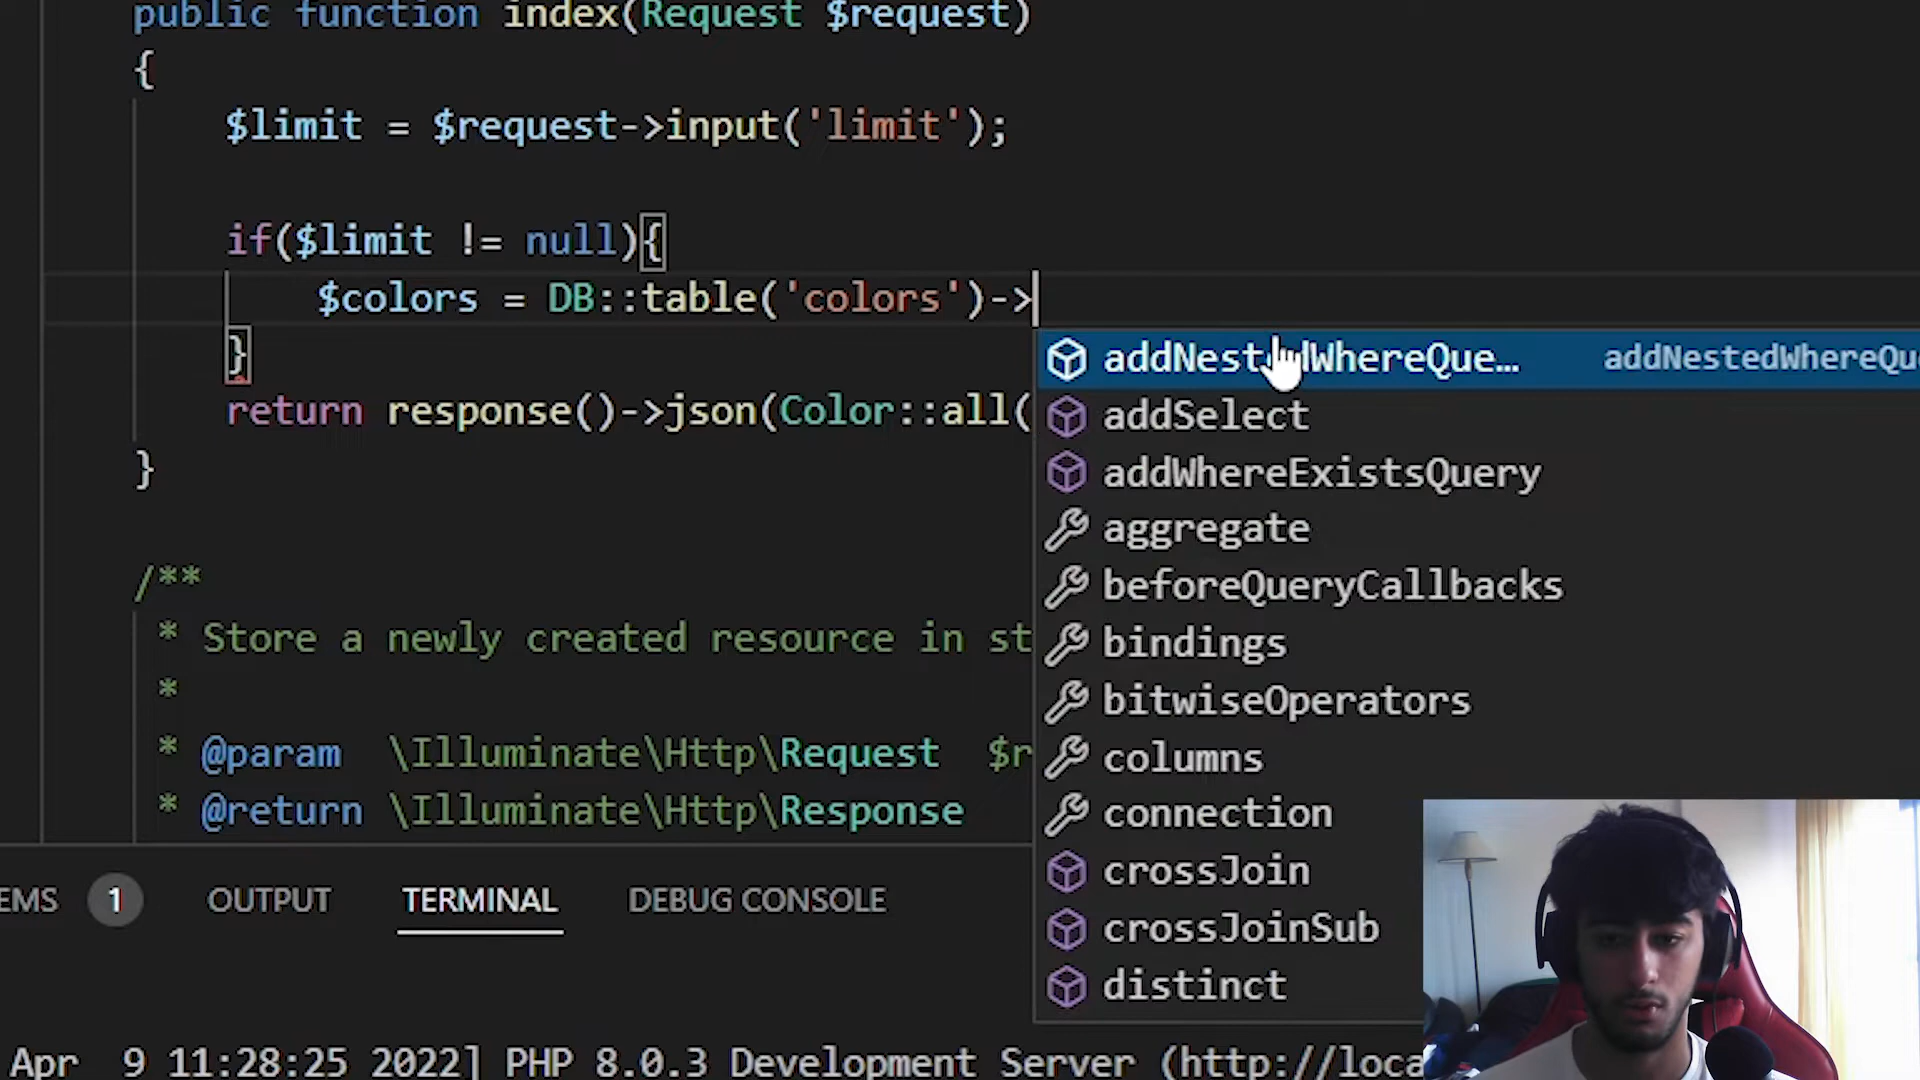 public function index(Request $request)
{
$limit = $request->input('limit');
if($limit != null){
$colors = DB::table('colors')->
}
return response()->json(Color::all(
}
/**
* Store a newly created resource in st
*
* @param \Illuminate\Http\Request $r
* @return \Illuminate\Http\Response
addNestedWhereQue... addNestedWhereQu
addSelect
addWhereExistsQuery
aggregate
beforeQueryCallbacks
bindings
bitwiseOperators
columns
connection
crossJoin
crossJoinSub
distinct
EMS 1 OUTPUT TERMINAL DEBUG CONSOLE
Apr 9 11:28:25 2022] PHP 8.0.3 Development Server (http://loca